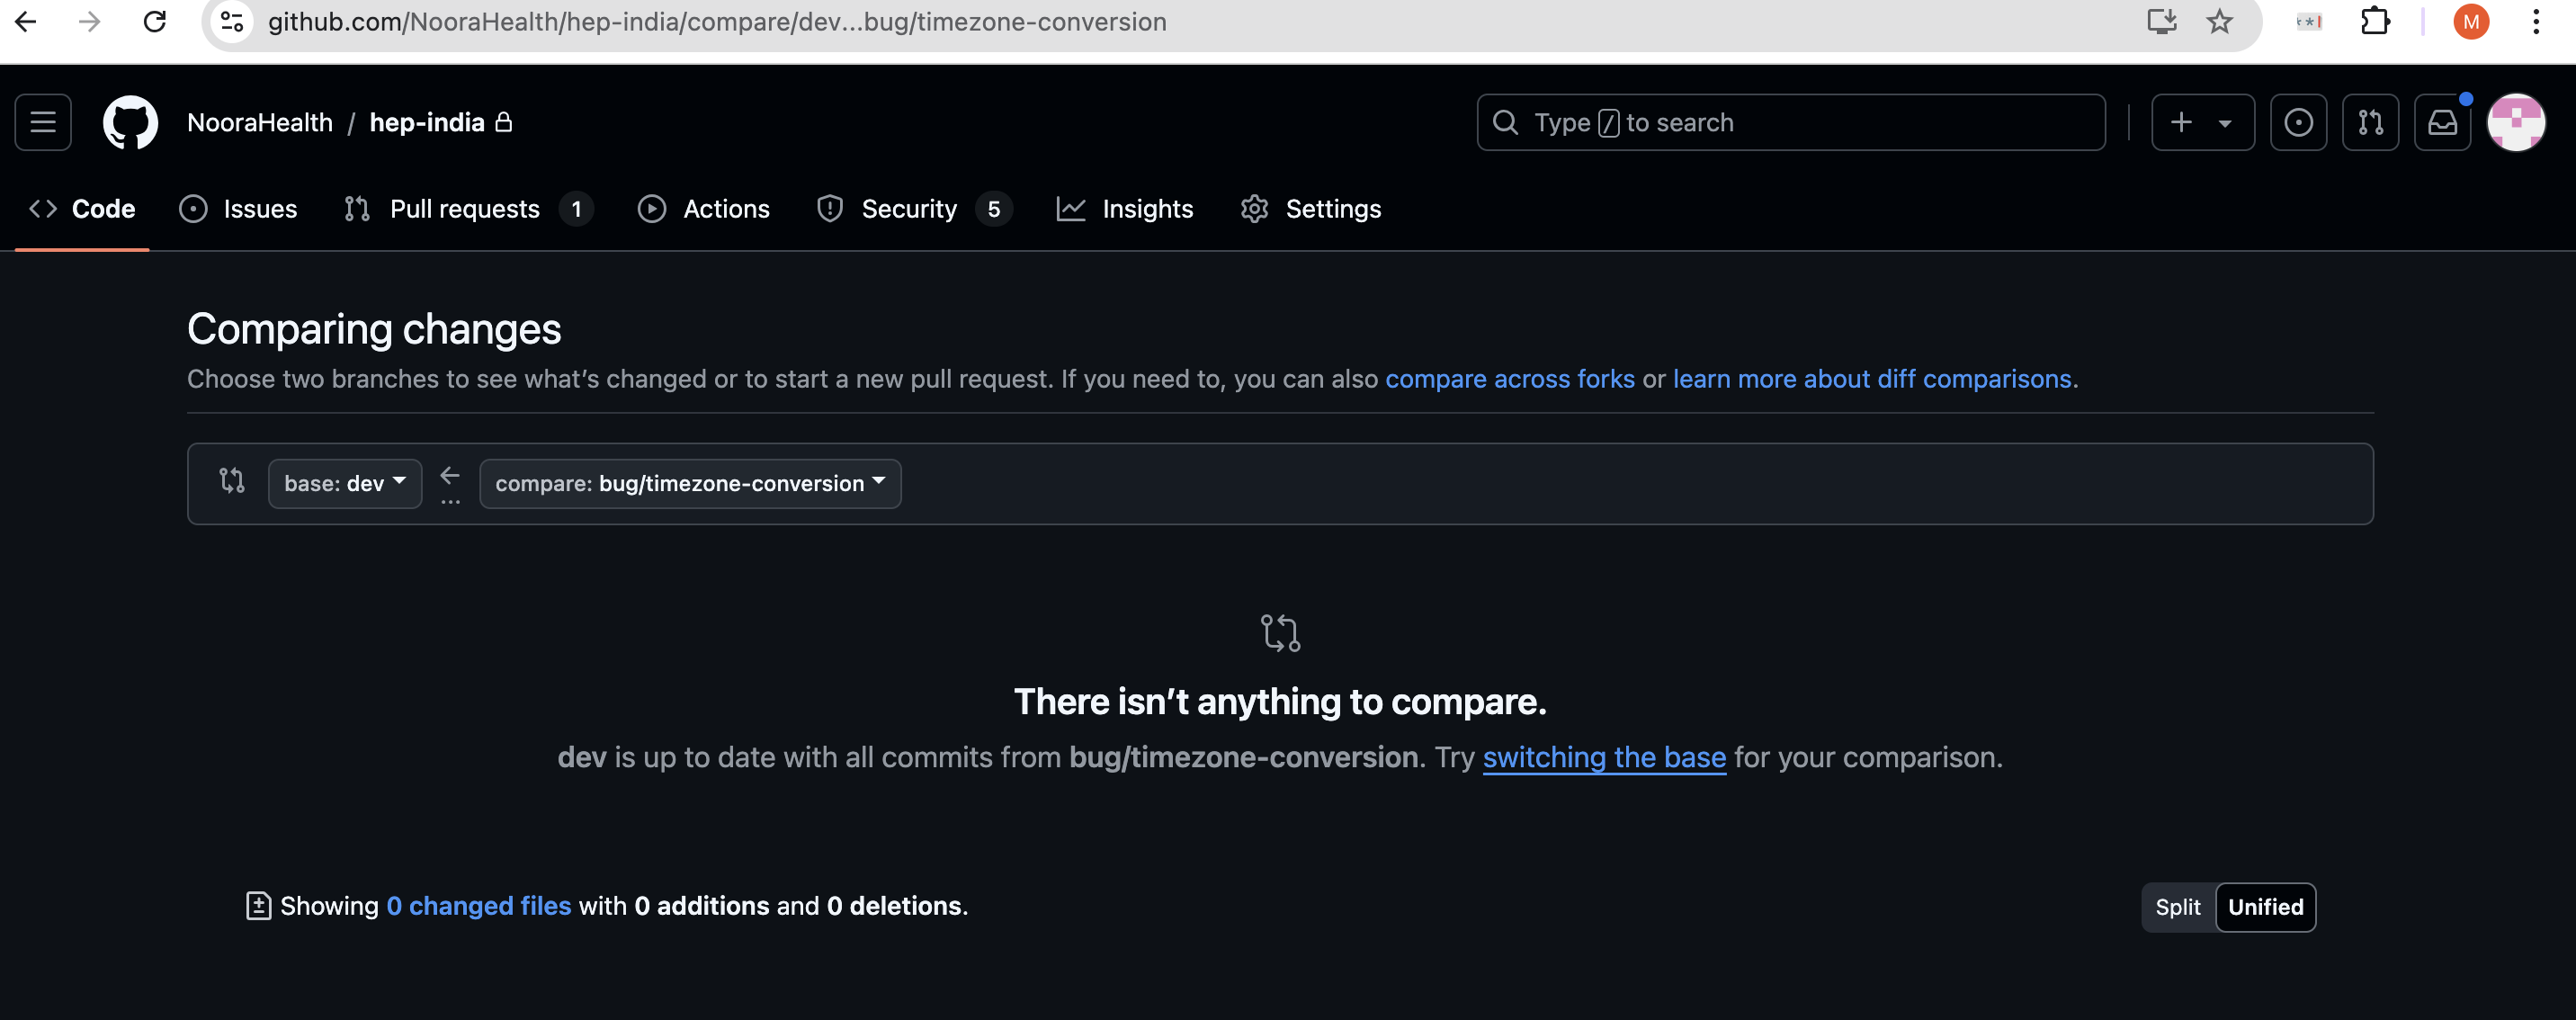 github.com/NooraHealth/hep-india/compare/dev...bug/timezone-conversion
M
NooraHealth / hep-india
Type / to search
Code
Issues
Pull requests 1
Actions
Security 5
Insights
Settings
Comparing changes
Choose two branches to see what’s changed or to start a new pull request. If you need to, you can also compare across forks or learn more about diff comparisons.
base: dev
...
compare: bug/timezone-conversion
There isn’t anything to compare.
dev is up to date with all commits from bug/timezone-conversion. Try switching the base for your comparison.
Showing 0 changed files with 0 additions and 0 deletions.
Split Unified